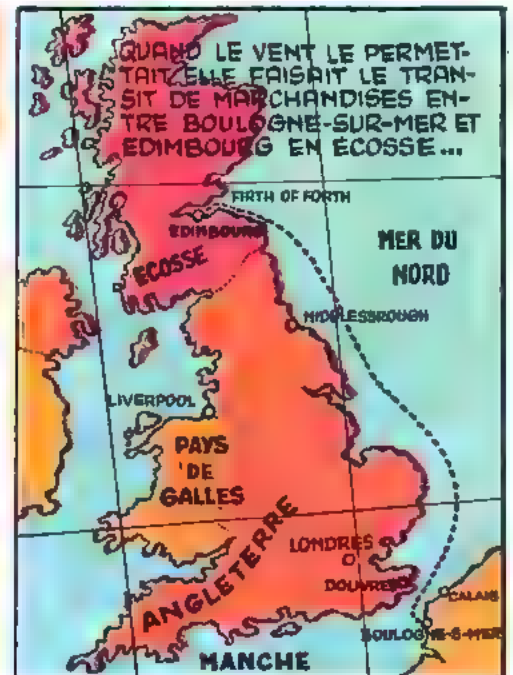 QUAND LE VENT LE PERMET-
TAIT, ELLE FAISAIT LE TRAN-
SIT DE MARCHANDISES EN-
TRE BOULOGNE-SUR-MER ET
EDIMBOURG EN ÉCOSSE...
FIRTH OF FORTH
EDIMBOURG
MER DU
NORD
ECOSSE
MIDDLESBROUGH
LIVERPOOL
PAYS
DE
GALLES
ANGLETERRE
LONDRES
DOUVRES
CALAIS
BOULOGNE-S-MER
MANCHE